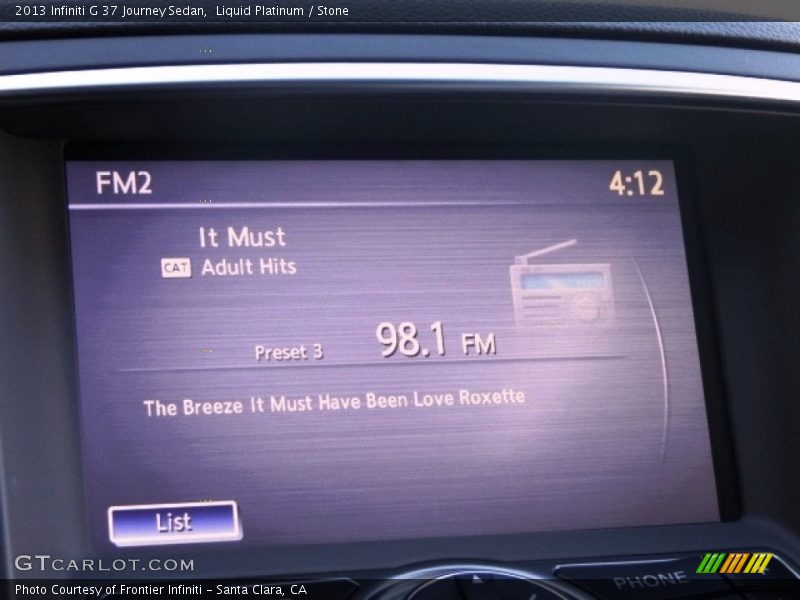 2013 Infiniti G 37 Journey Sedan,  Liquid Platinum / Stone
FM2
4:12
It Must
CAT Adult Hits
Preset 3
98.1 FM
The Breeze It Must Have Been Love Roxette
List
GTCARLOT.COM
PHONE
Photo Courtesy of Frontier Infiniti - Santa Clara, CA